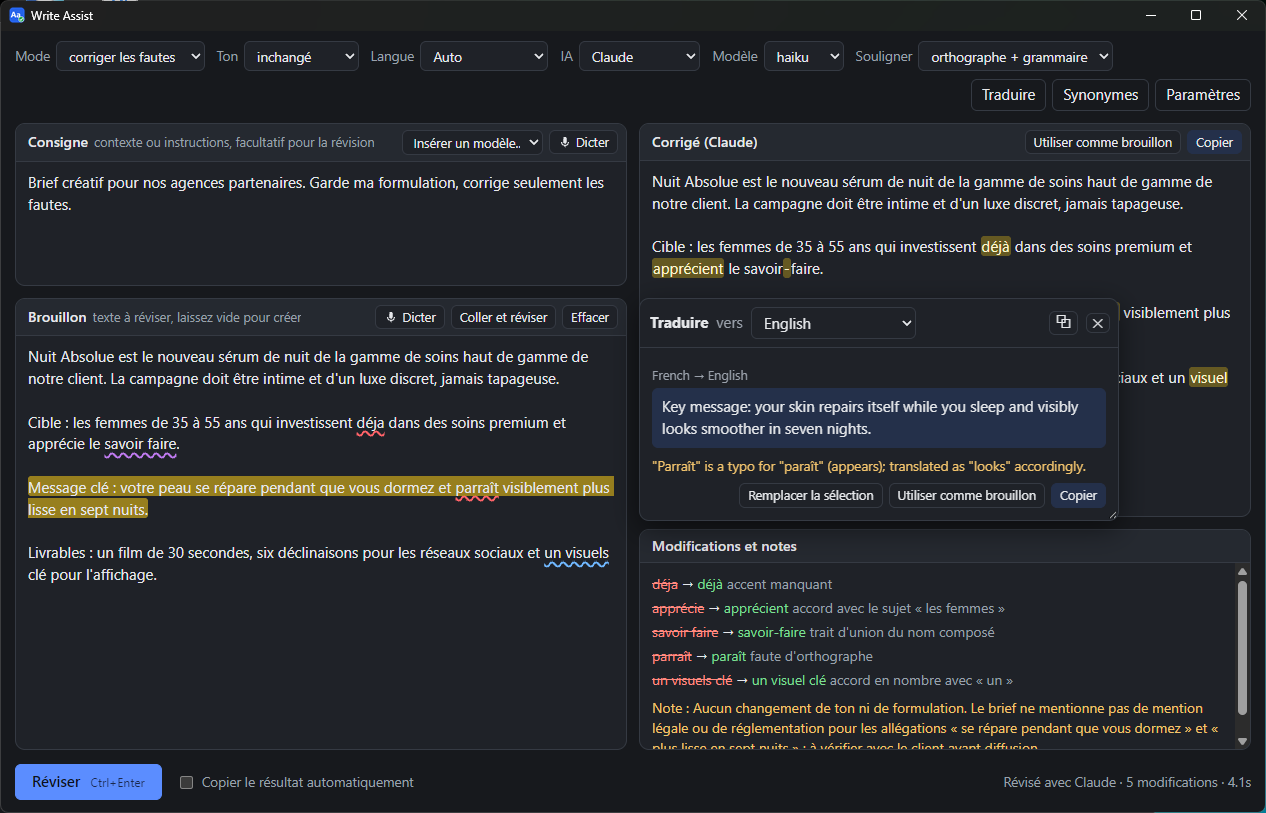 Write Assist
Mode corriger les fautes Ton inchangé Langue Auto IA Claude Modèle haiku Souligner orthographe + grammaire
Traduire Synonymes Paramètres
Consigne contexte ou instructions, facultatif pour la révision Insérer un modèle.. Dicter
Brief créatif pour nos agences partenaires. Garde ma formulation, corrige seulement les
fautes.
Brouillon texte à réviser, laissez vide pour créer Dicter Coller et réviser Effacer
Nuit Absolue est le nouveau sérum de nuit de la gamme de soins haut de gamme de
notre client. La campagne doit être intime et d'un luxe discret, jamais tapageuse.
Cible : les femmes de 35 à 55 ans qui investissent déja dans des soins premium et
apprécie le savoir faire.
Message clé : votre peau se répare pendant que vous dormez et parraît visiblement plus
lisse en sept nuits.
Livrables : un film de 30 secondes, six déclinaisons pour les réseaux sociaux et un visuels
clé pour l'affichage.
Corrigé (Claude) Utiliser comme brouillon Copier
Nuit Absolue est le nouveau sérum de nuit de la gamme de soins haut de gamme de
notre client. La campagne doit être intime et d'un luxe discret, jamais tapageuse.
Cible : les femmes de 35 à 55 ans qui investissent déjà dans des soins premium et
apprécient le savoir-faire.
visiblement plus
iaux et un visuel
Traduire vers English
French → English
Key message: your skin repairs itself while you sleep and visibly
looks smoother in seven nights.
"Parraît" is a typo for "paraît" (appears); translated as "looks" accordingly.
Remplacer la sélection Utiliser comme brouillon Copier
Modifications et notes
déja → déjà accent manquant
apprécie → apprécient accord avec le sujet « les femmes »
savoir faire → savoir-faire trait d'union du nom composé
parraît → paraît faute d'orthographe
un visuels clé → un visuel clé accord en nombre avec « un »
Note : Aucun changement de ton ni de formulation. Le brief ne mentionne pas de mention
légale ou de réglementation pour les allégations « se répare pendant que vous dormez » et «
plus lisse en sept nuits » : à vérifier avec le client avant diffusion.
Réviser Ctrl+Enter Copier le résultat automatiquement
Révisé avec Claude · 5 modifications · 4.1s